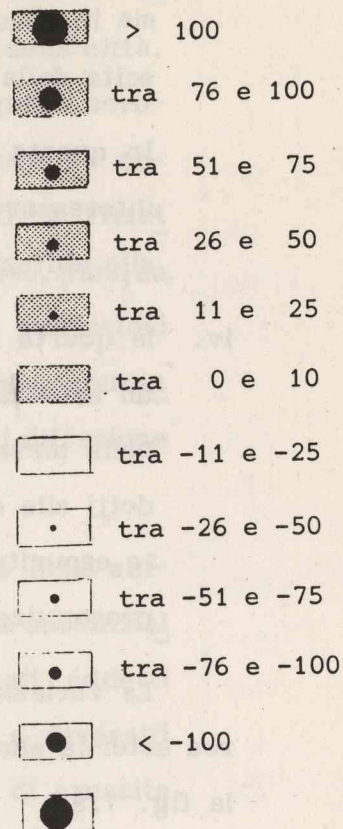 > 100
tra 76 e 100
tra 51 e 75
tra 26 e 50
tra 11 e 25
tra 0 e 10
tra -11 e -25
tra -26 e -50
tra -51 e -75
tra -76 e -100
< -100